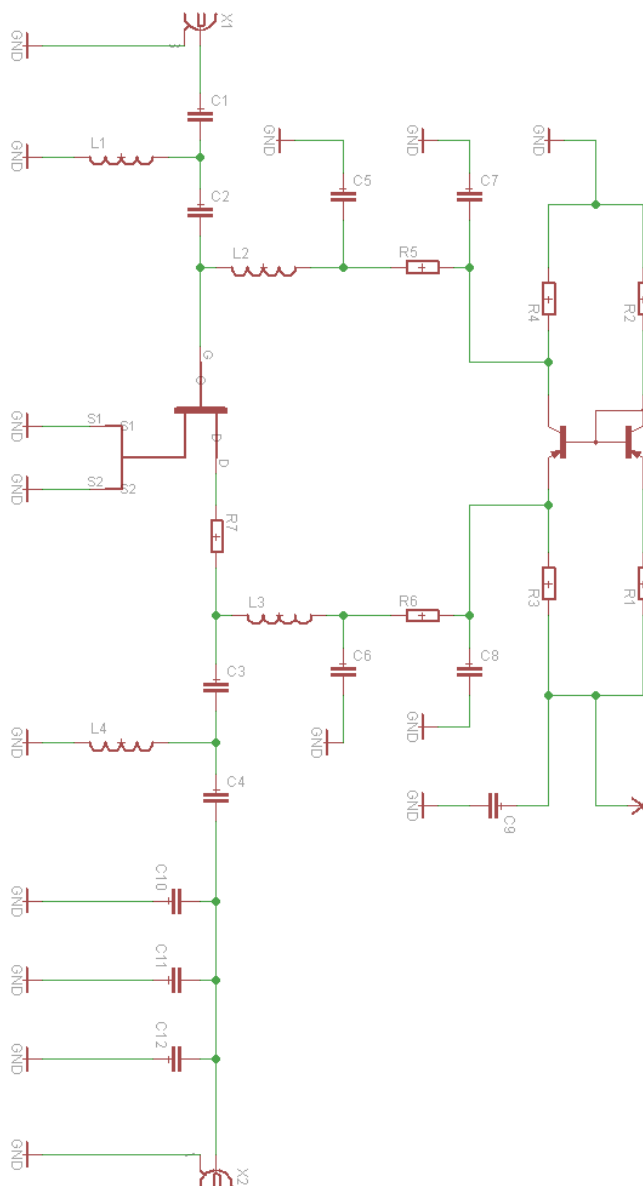 X1
GND
C1
L1
GND
GND
GND
GND
C2
C5
C7
L2
R5
R4
R2
G
G
D
D
S1
S1
GND
S2
S2
GND
R7
L3
R6
R3
R1
C3
C6
C8
L4
GND
GND
GND
C4
GND
C9
C10
GND
C11
GND
C12
GND
GND
X2